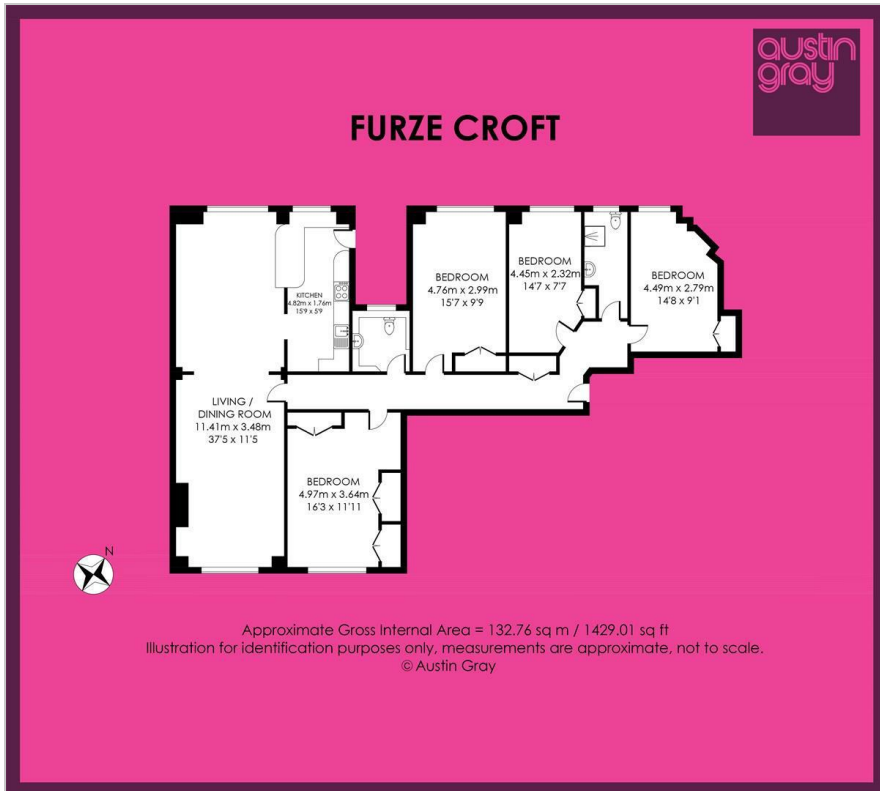 austin
gray
FURZE CROFT
KITCHEN
4.82m x 1.76m
15'9 x 5'9
BEDROOM
4.76m x 2.99m
15'7 x 9'9
BEDROOM
4.45m x 2.32m
14'7 x 7'7
BEDROOM
4.49m x 2.79m
14'8 x 9'1
LIVING /
DINING ROOM
11.41m x 3.48m
37'5 x 11'5
BEDROOM
4.97m x 3.64m
16'3 x 11'11
N
Approximate Gross Internal Area = 132.76 sq m / 1429.01 sq ft
Illustration for identification purposes only, measurements are approximate, not to scale.
© Austin Gray